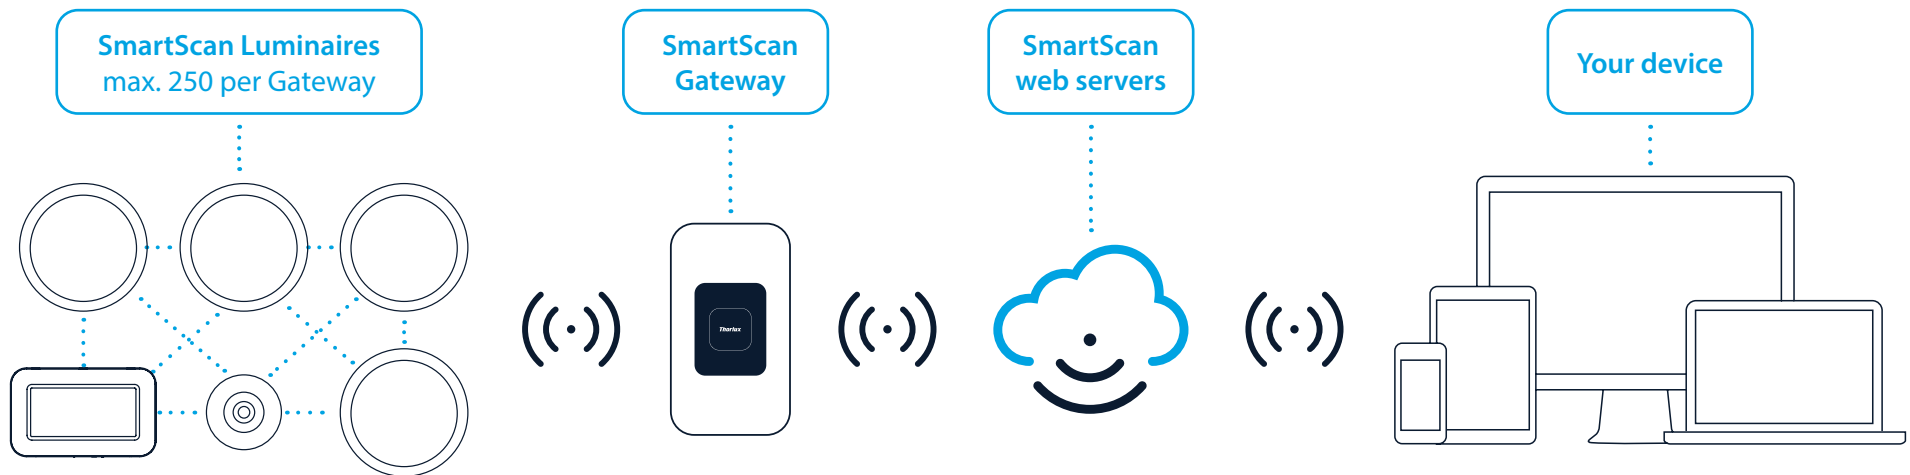 SmartScan Luminaires
max. 250 per Gateway
SmartScan
Gateway
SmartScan
web servers
Your device
Thorlux